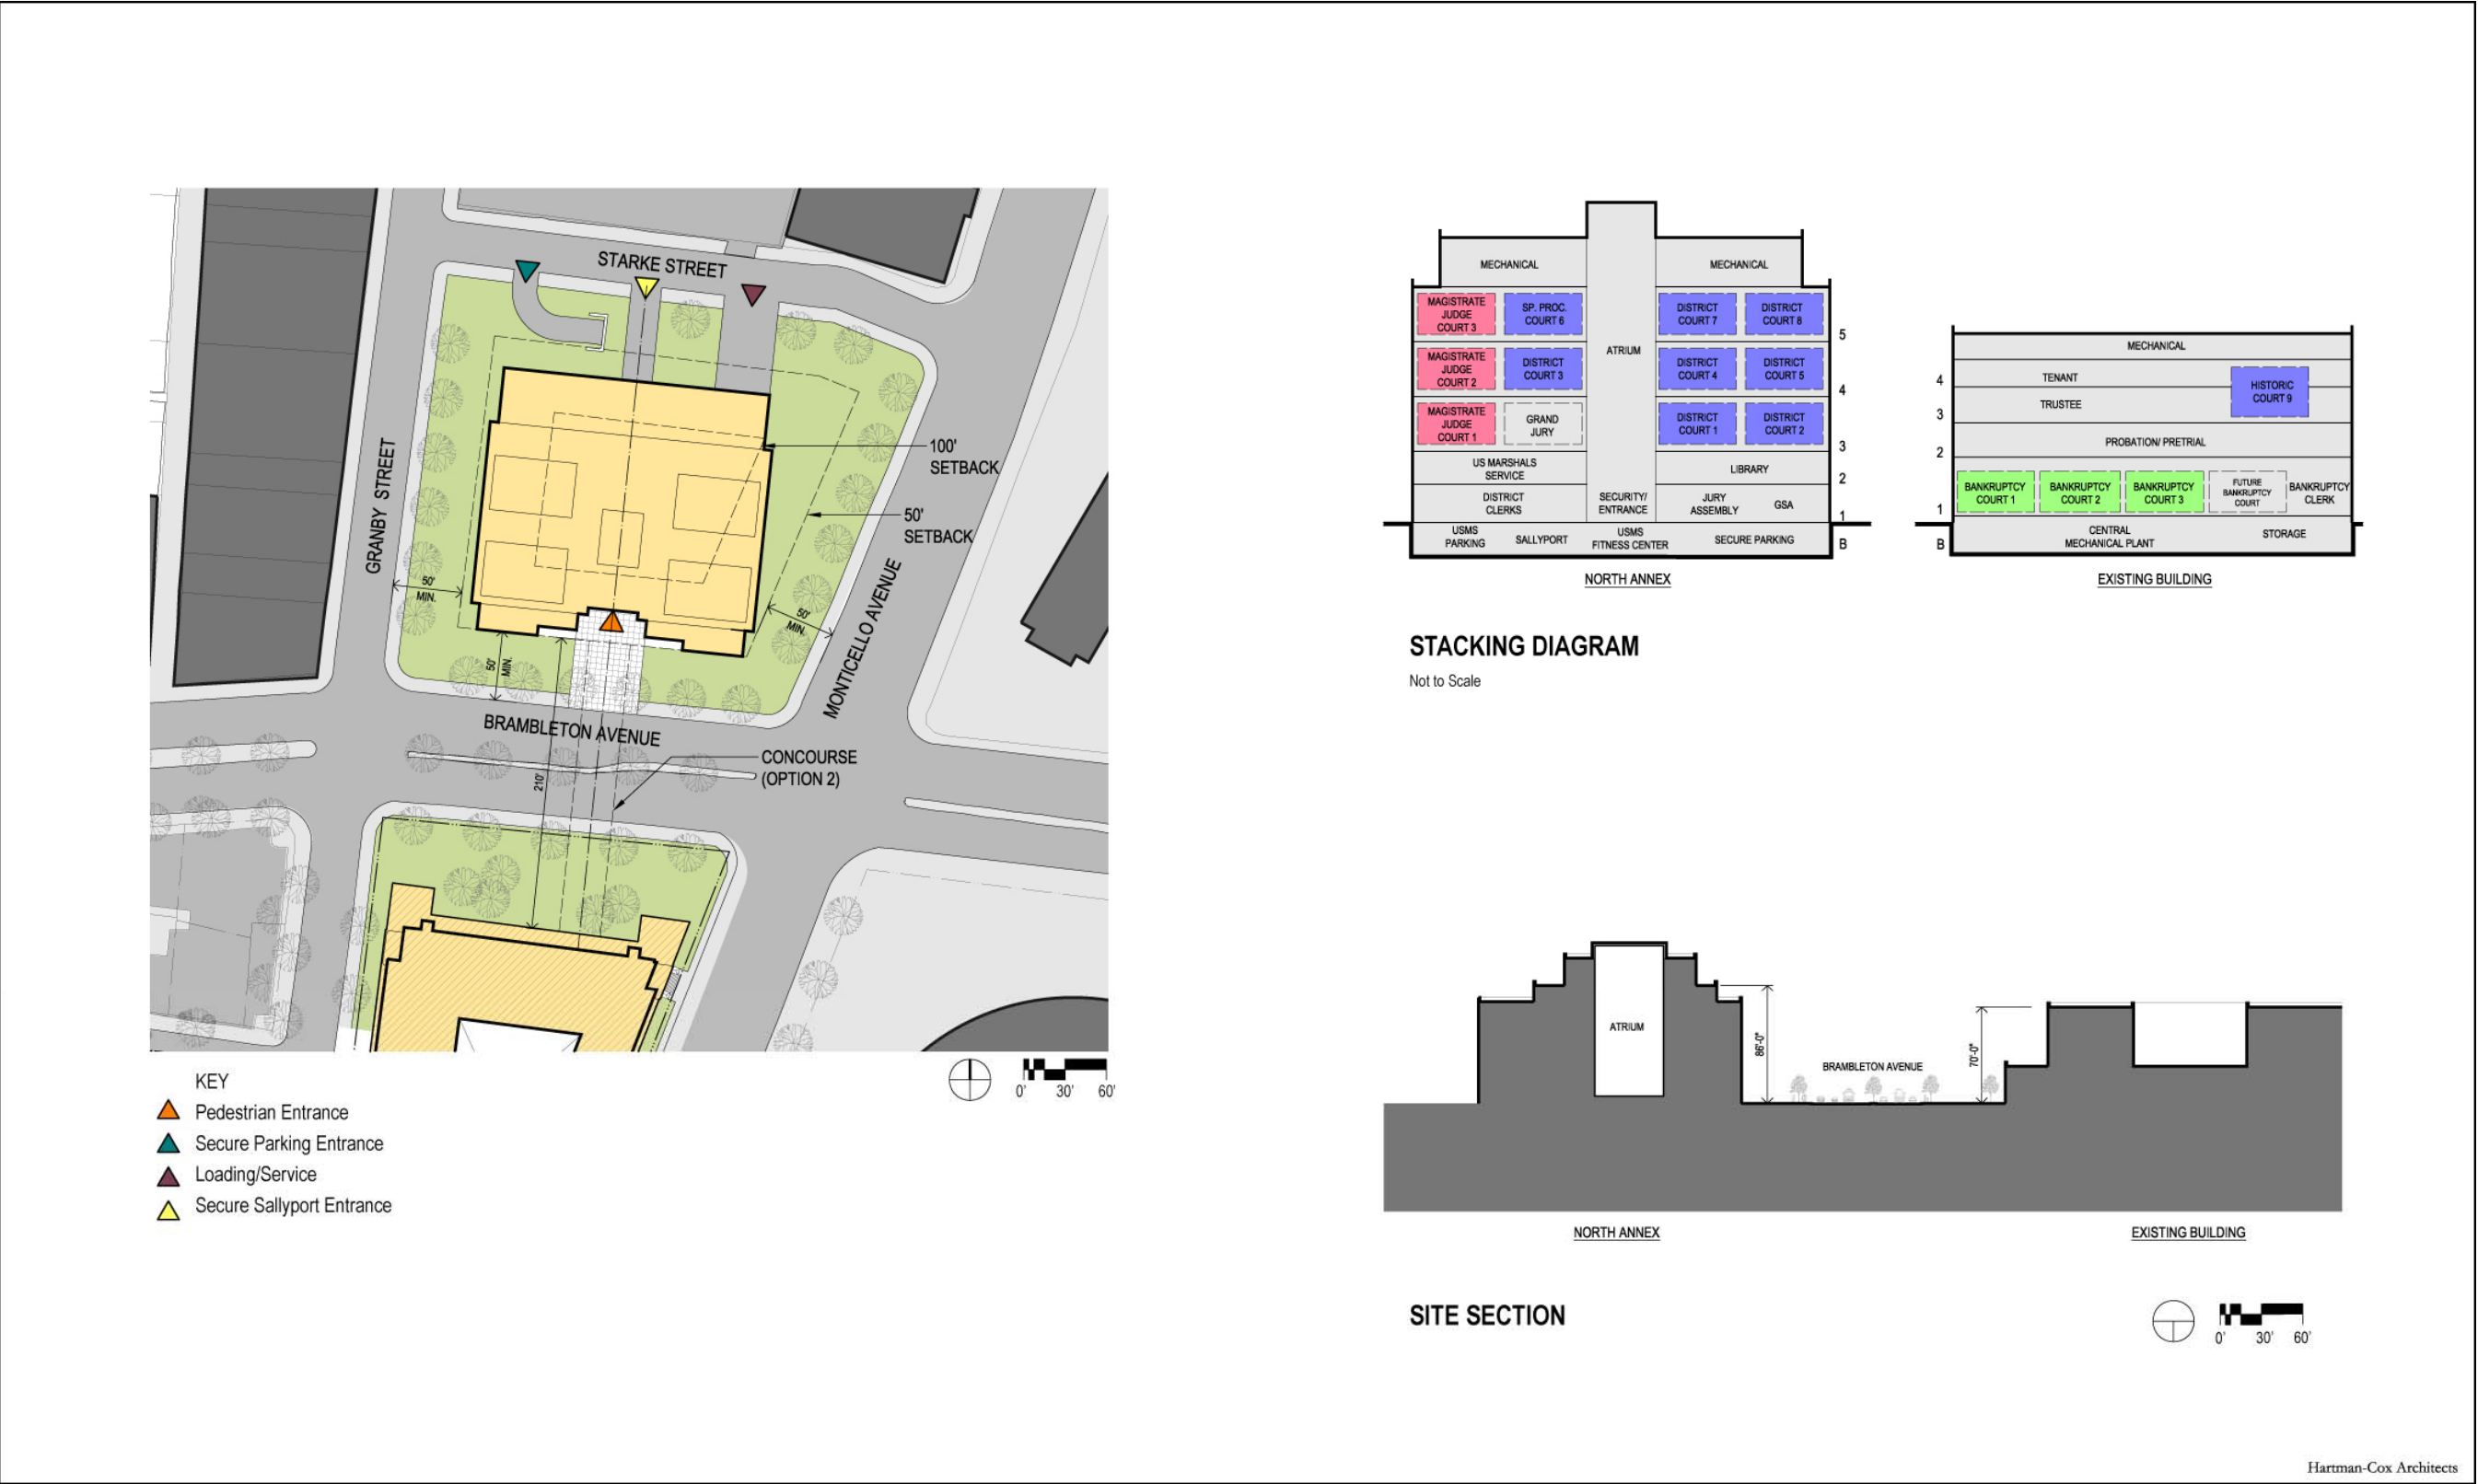 STARKE STREET
GRANBY STREET
100'
SETBACK
50'
SETBACK
50'
MIN.
50'
MIN.
50'
MIN.
MONTICELLO AVENUE
BRAMBLETON AVENUE
CONCOURSE
(OPTION 2)
210'
KEY
Pedestrian Entrance
Secure Parking Entrance
Loading/Service
Secure Sallyport Entrance
0' 30' 60'
MECHANICAL
MECHANICAL
MAGISTRATE
JUDGE
COURT 3
SP. PROC.
COURT 6
DISTRICT
COURT 7
DISTRICT
COURT 8
5
ATRIUM
MAGISTRATE
JUDGE
COURT 2
DISTRICT
COURT 3
DISTRICT
COURT 4
DISTRICT
COURT 5
4
MAGISTRATE
JUDGE
COURT 1
GRAND
JURY
DISTRICT
COURT 1
DISTRICT
COURT 2
3
US MARSHALS
SERVICE
LIBRARY
2
DISTRICT
CLERKS
SECURITY/
ENTRANCE
JURY
ASSEMBLY
GSA
1
USMS
PARKING
SALLYPORT
USMS
FITNESS CENTER
SECURE PARKING
B
NORTH ANNEX
MECHANICAL
4
TENANT
HISTORIC
COURT 9
3
TRUSTEE
2
PROBATION/ PRETRIAL
1
BANKRUPTCY
COURT 1
BANKRUPTCY
COURT 2
BANKRUPTCY
COURT 3
FUTURE
BANKRUPTCY
COURT
BANKRUPTCY
CLERK
B
CENTRAL
MECHANICAL PLANT
STORAGE
EXISTING BUILDING
STACKING DIAGRAM
Not to Scale
ATRIUM
86'-0"
BRAMBLETON AVENUE
70'-0"
NORTH ANNEX
EXISTING BUILDING
SITE SECTION
0' 30' 60'
Hartman-Cox Architects